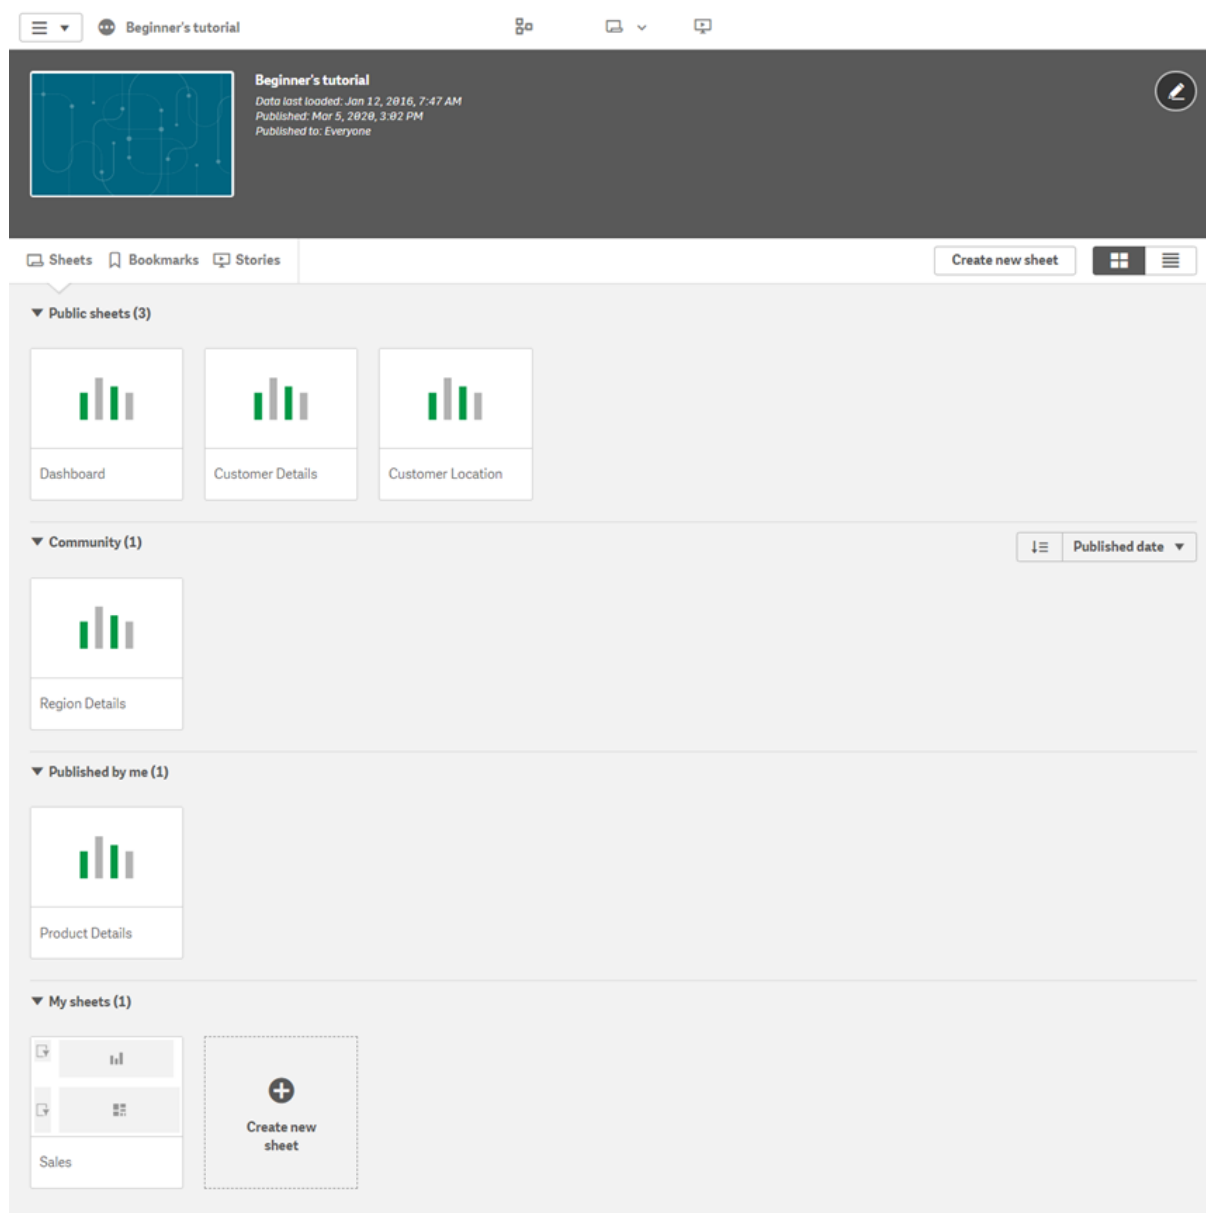 Beginner's tutorial
Beginner's tutorial
Data last loaded: Jan 12, 2016, 7:47 AM
Published: Mar 5, 2020, 3:02 PM
Published to: Everyone
Sheets Bookmarks Stories Create new sheet
Public sheets (3)
Dashboard Customer Details Customer Location
Community (1) Published date
Region Details
Published by me (1)
Product Details
My sheets (1)
Create new
sheet
Sales